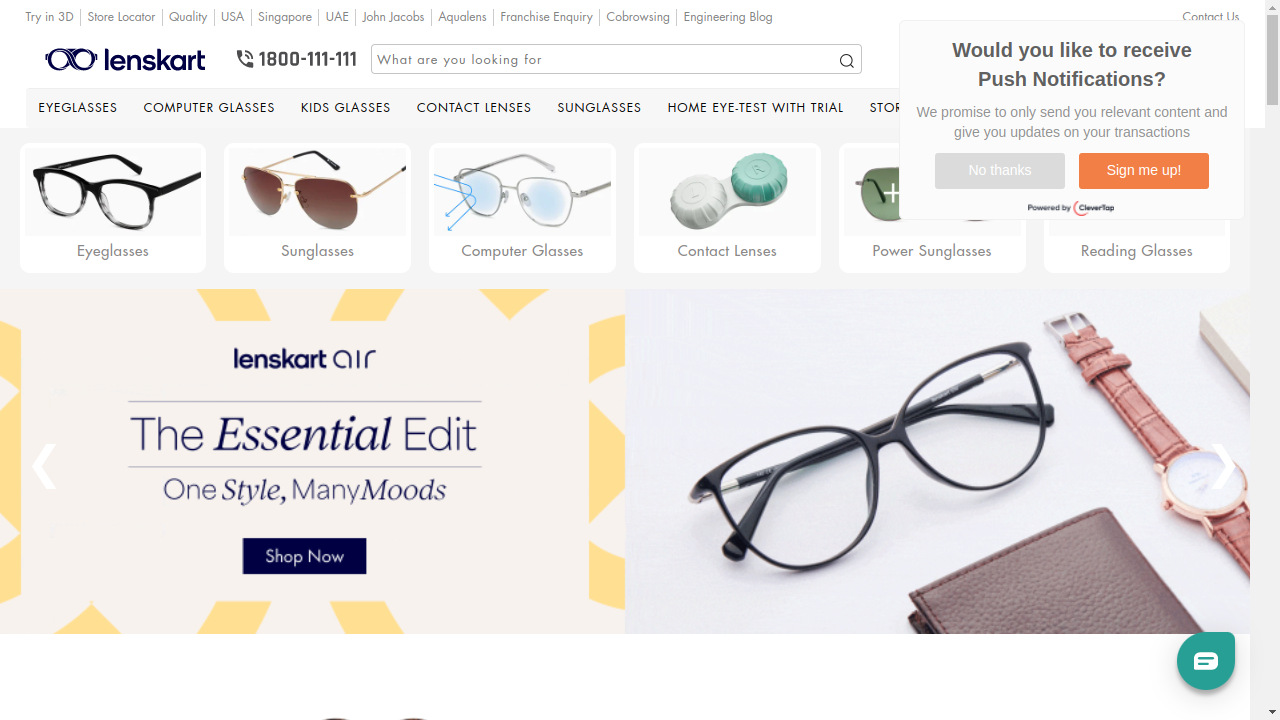 Try in 3D Store Locator Quality USA Singapore UAE John Jacobs Aqualens Franchise Enquiry Cobrowsing Engineering Blog Contact Us
lenskart 1800-111-111 What are you looking for
EYEGLASSES COMPUTER GLASSES KIDS GLASSES CONTACT LENSES SUNGLASSES HOME EYE-TEST WITH TRIAL
Would you like to receive
Push Notifications?
We promise to only send you relevant content and
give you updates on your transactions
No thanks Sign me up!
Powered by CleverTap
Eyeglasses Sunglasses Computer Glasses Contact Lenses Power Sunglasses Reading Glasses
lenskart air
The Essential Edit
One Style, Many Moods
Shop Now